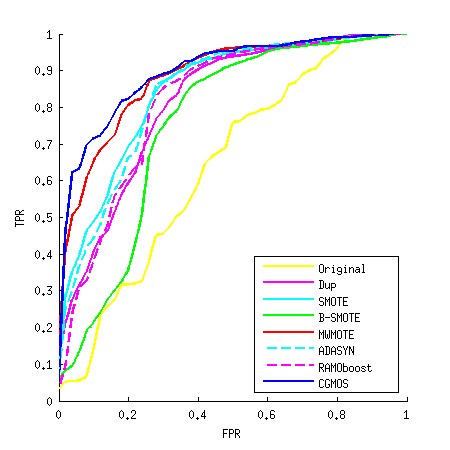 1
0.9
0.8
0.7
0.6
0.5
0.4
0.3
0.2
0.1
0
TPR
0 0.2 0.4 0.6 0.8 1
FPR
Original
Dup
SMOTE
B-SMOTE
MWMOTE
ADASYN
RAMOboost
CGMOS